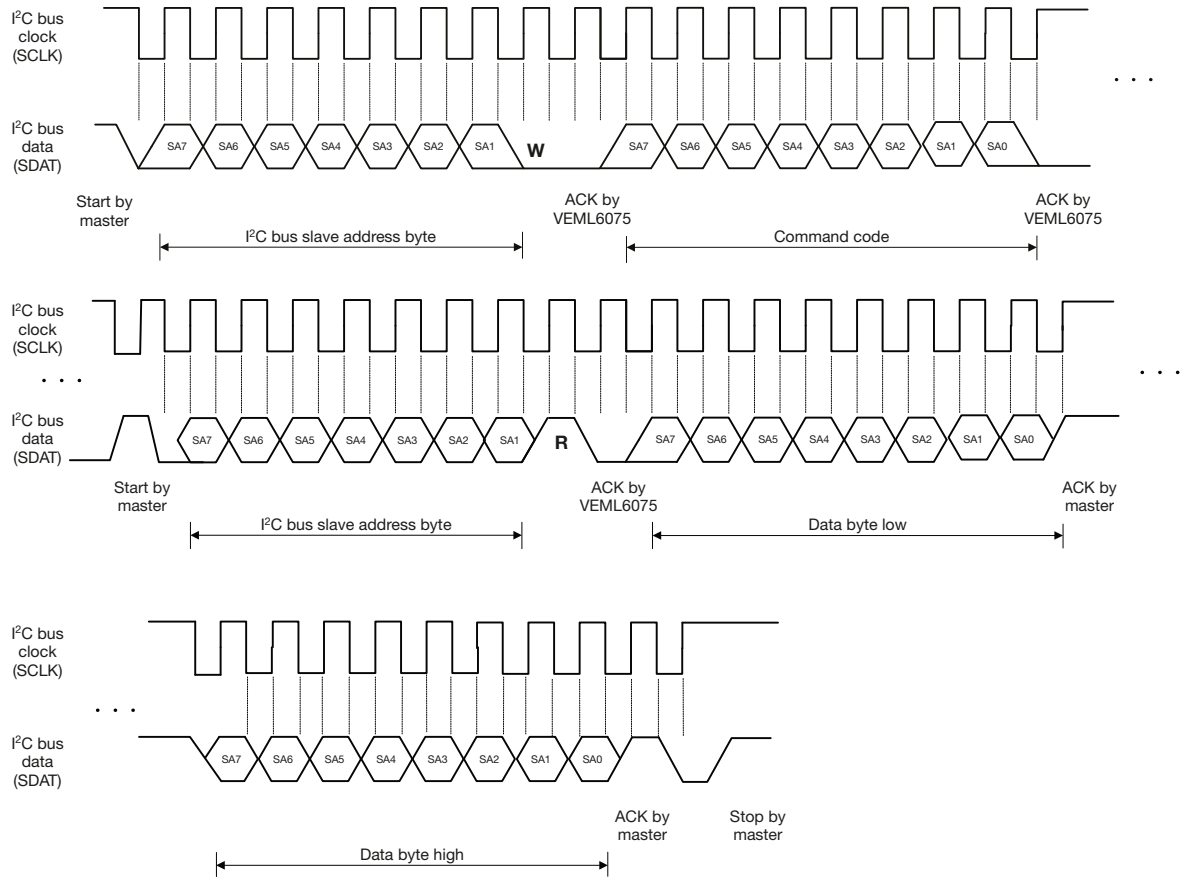 I²C bus
clock
(SCLK)
. . .
I²C bus
data
(SDAT)
SA7 SA6 SA5 SA4 SA3 SA2 SA1 W SA7 SA6 SA5 SA4 SA3 SA2 SA1 SA0
Start by
master
ACK by
VEML6075
ACK by
VEML6075
I²C bus slave address byte
Command code
I²C bus
clock
(SCLK)
. . .
. . .
I²C bus
data
(SDAT)
SA7 SA6 SA5 SA4 SA3 SA2 SA1 R SA7 SA6 SA5 SA4 SA3 SA2 SA1 SA0
Start by
master
ACK by
VEML6075
ACK by
master
I²C bus slave address byte
Data byte low
I²C bus
clock
(SCLK)
. . .
I²C bus
data
(SDAT)
SA7 SA6 SA5 SA4 SA3 SA2 SA1 SA0
ACK by
master
Stop by
master
Data byte high